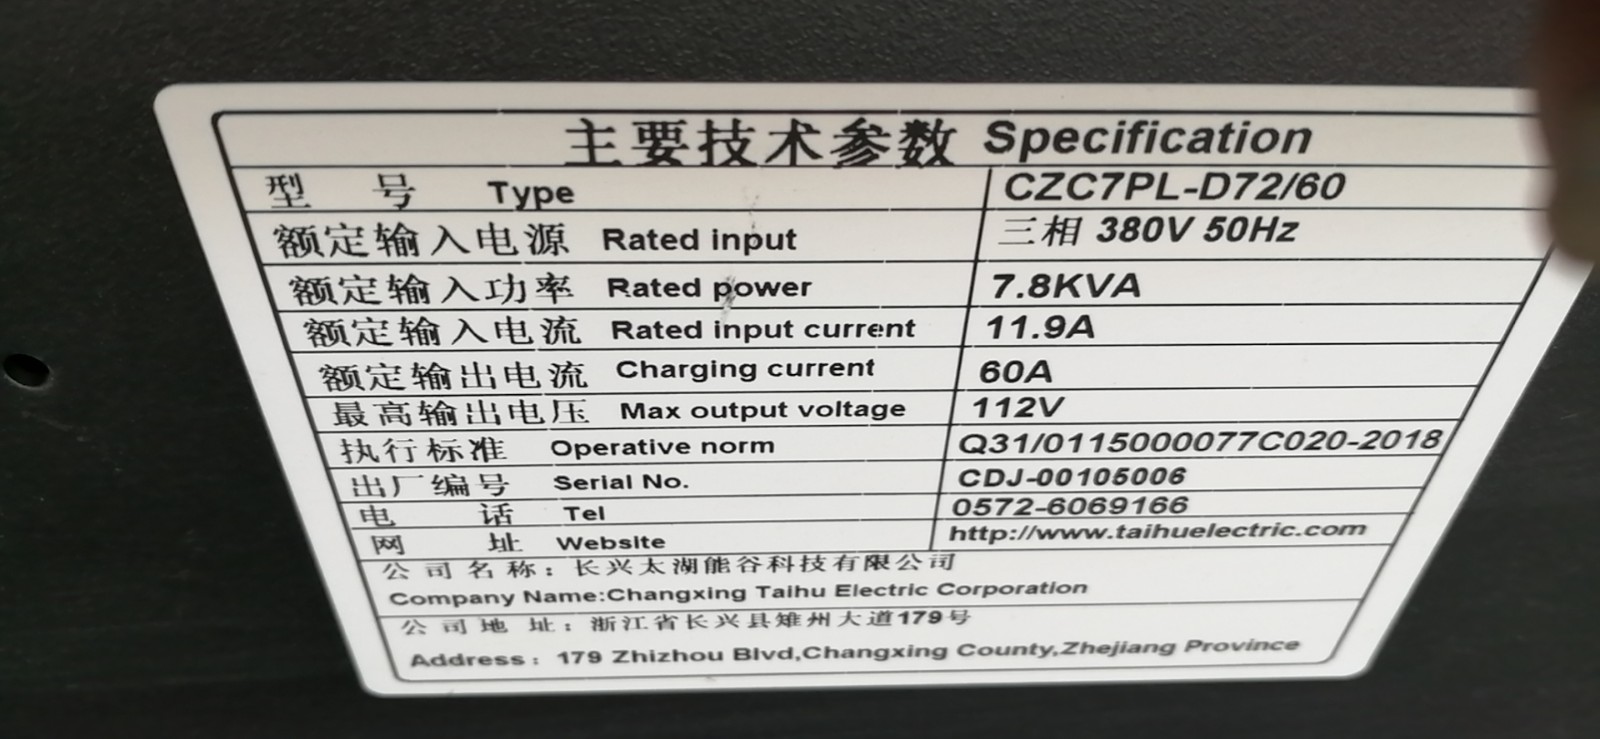 主要技术参数 Specification
型 号 Type CZC7PL-D72/60
额定输入电源 Rated input 三相 380V 50Hz
额定输入功率 Rated power 7.8KVA
额定输入电流 Rated input current 11.9A
额定输出电流 Charging current 60A
最高输出电压 Max output voltage 112V
执行标准 Operative norm Q31/0115000077C020-2018
出厂编号 Serial No. CDJ-00105006
电 话 Tel 0572-6069166
网 址 Website http://www.taihuelectric.com
公司名称：长兴太湖能谷科技有限公司
Company Name:Changxing Taihu Electric Corporation
公司地址：浙江省长兴县雉州大道179号
Address：179 Zhizhou Blvd,Changxing County,Zhejiang Province